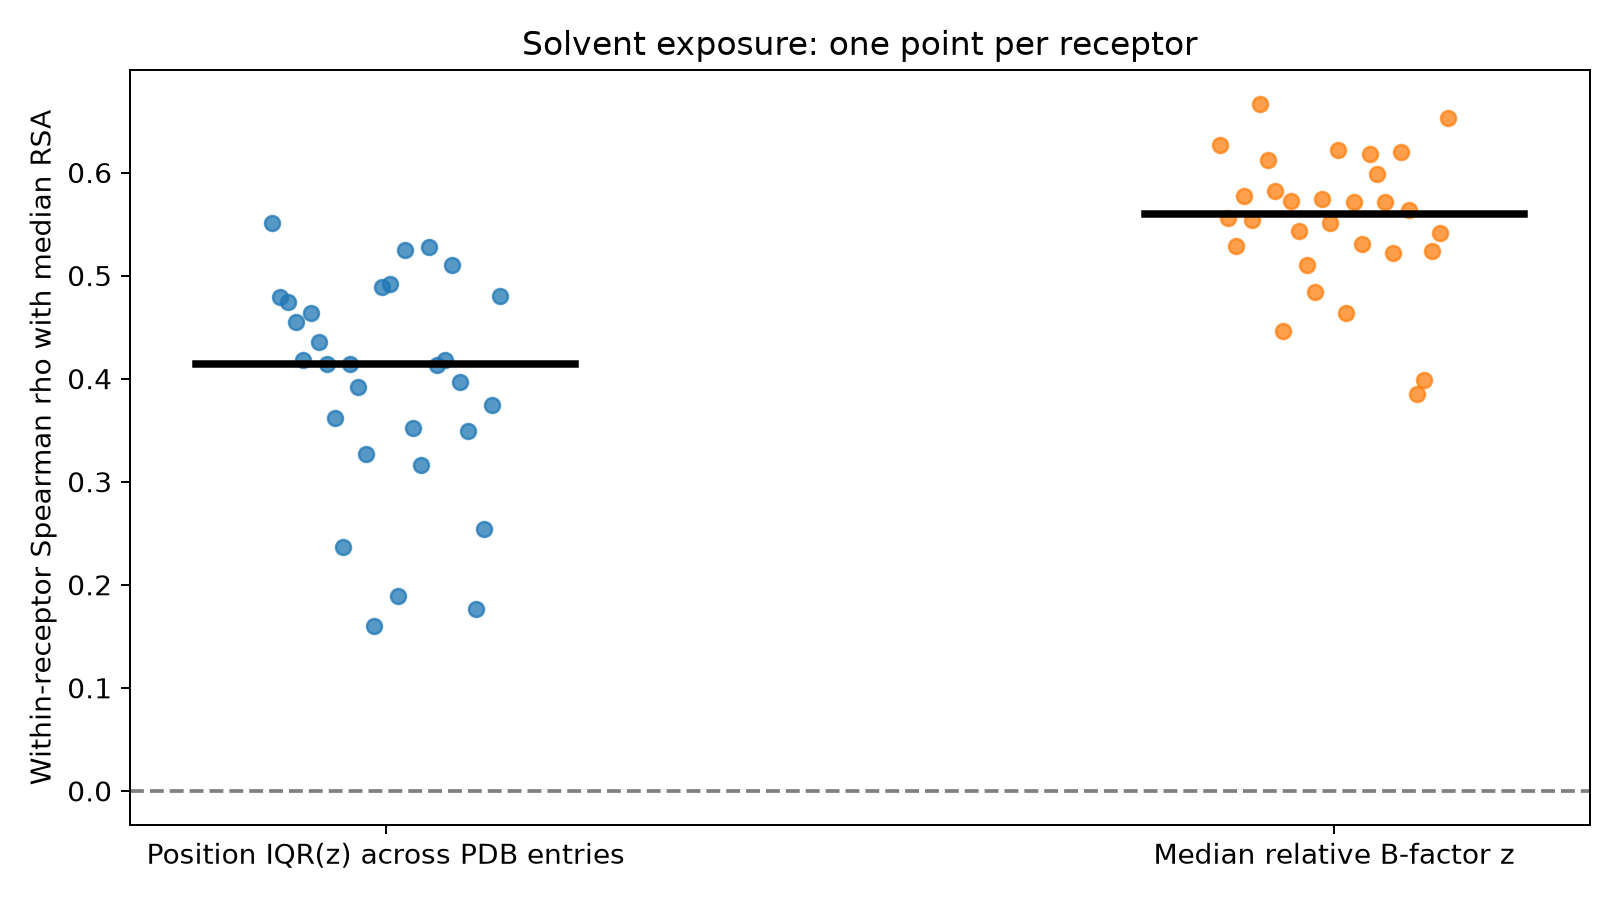 Solvent exposure: one point per receptor
Within-receptor Spearman rho with median RSA
0.6
0.5
0.4
0.3
0.2
0.1
0.0
Position IQR(z) across PDB entries
Median relative B-factor z